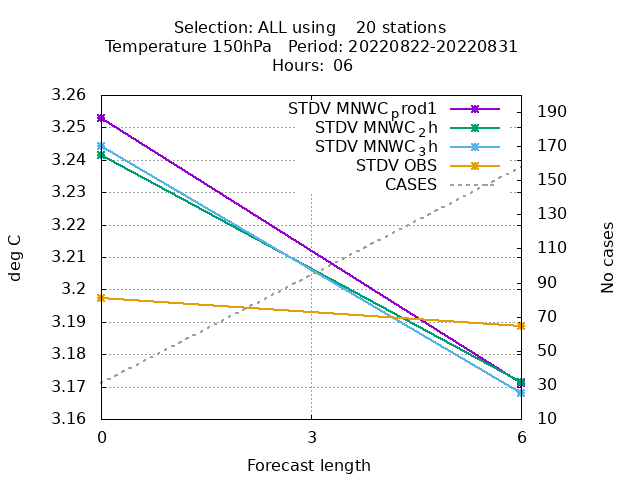 Selection: ALL using    20 stations
Temperature 150hPa   Period: 20220822-20220831
Hours:  06
STDV MNWC_prod1
STDV MNWC_2h
STDV MNWC_3h
STDV OBS
CASES
deg C
3.26
3.25
3.24
3.23
3.22
3.21
3.2
3.19
3.18
3.17
3.16
190
170
150
130
110
90
70
50
30
10
No cases
0
3
6
Forecast length